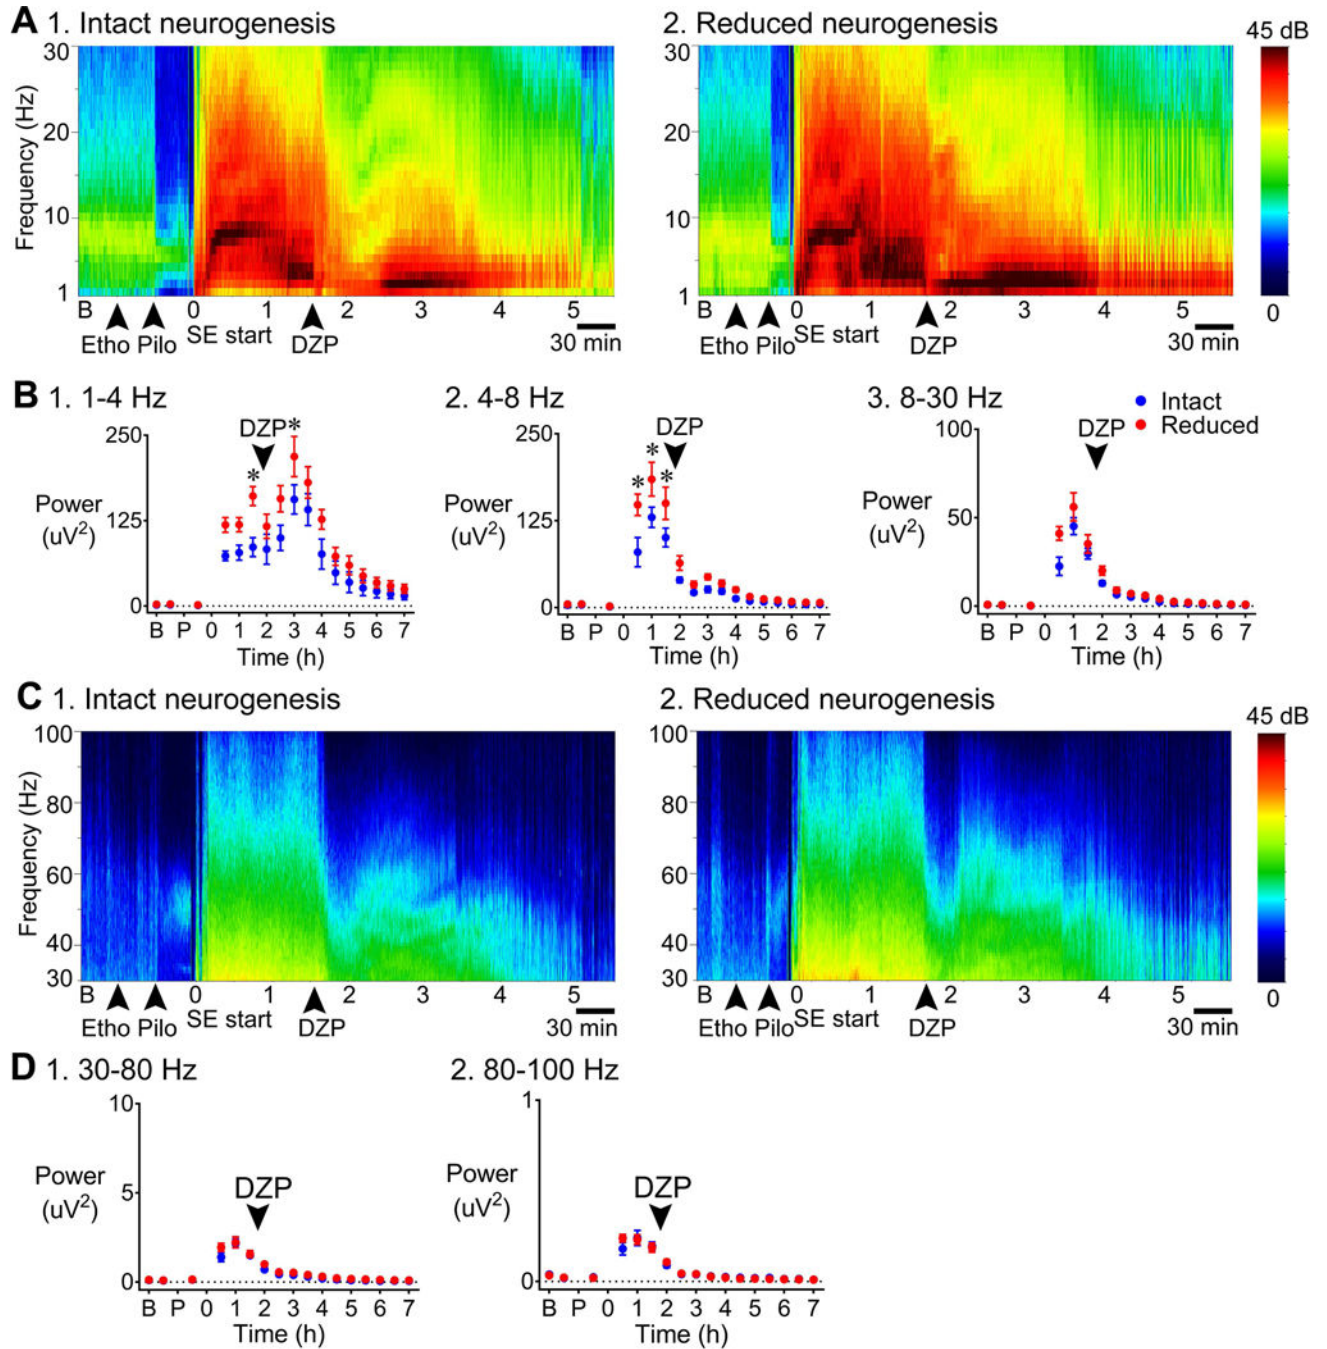 A 1. Intact neurogenesis
2. Reduced neurogenesis
45 dB
30
20
10
1
Frequency (Hz)
B 0 1 2 3 4 5
Etho Pilo SE start DZP 30 min
30
20
10
1
B 0 1 2 3 4 5
Etho Pilo SE start DZP 30 min
0
B 1. 1-4 Hz
2. 4-8 Hz
3. 8-30 Hz
Intact
Reduced
250
125
0
Power
(uV²)
DZP *
*
B P 0 1 2 3 4 5 6 7
Time (h)
250
125
0
Power
(uV²)
DZP
* * *
B P 0 1 2 3 4 5 6 7
Time (h)
100
50
0
Power
(uV²)
DZP
B P 0 1 2 3 4 5 6 7
Time (h)
C 1. Intact neurogenesis
2. Reduced neurogenesis
45 dB
100
80
60
40
30
Frequency (Hz)
B 0 1 2 3 4 5
Etho Pilo SE start DZP 30 min
100
80
60
40
30
B 0 1 2 3 4 5
Etho Pilo SE start DZP 30 min
0
D 1. 30-80 Hz
2. 80-100 Hz
10
5
0
Power
(uV²)
DZP
B P 0 1 2 3 4 5 6 7
Time (h)
1
0
Power
(uV²)
DZP
B P 0 1 2 3 4 5 6 7
Time (h)